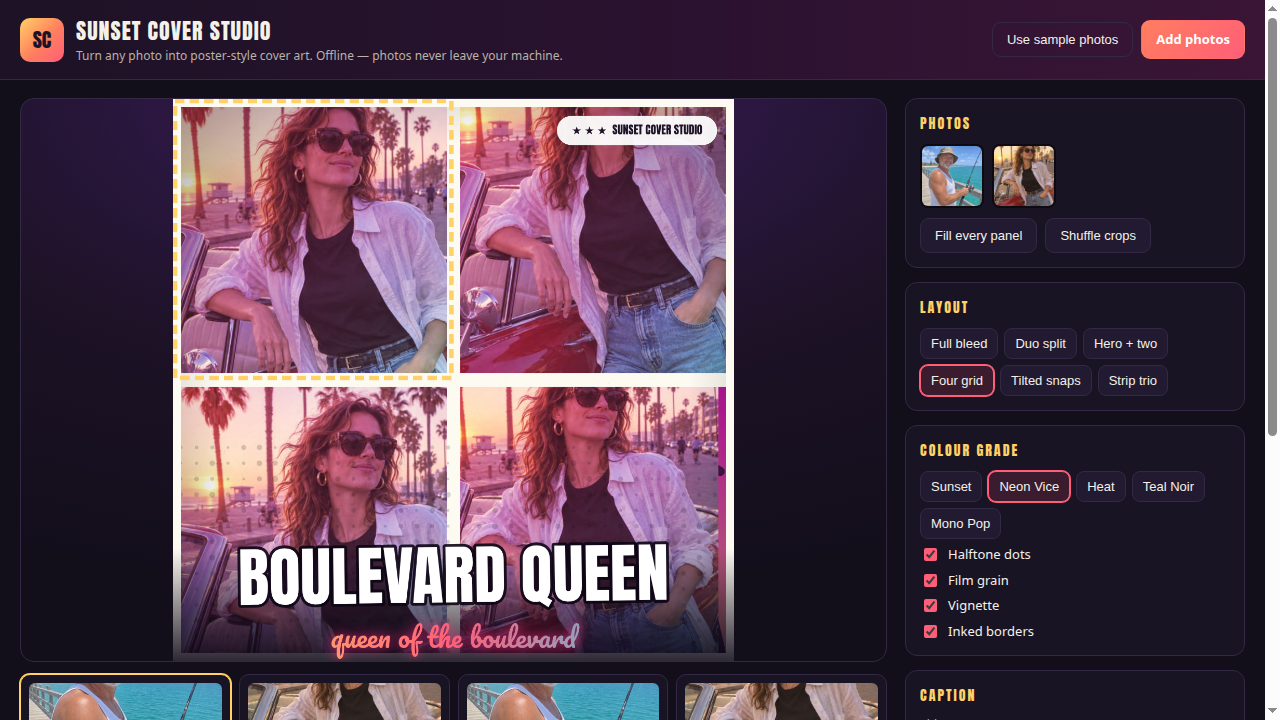 SC
SUNSET COVER STUDIO
Turn any photo into poster-style cover art. Offline — photos never leave your machine.
Use sample photos
Add photos
★ ★ ★ SUNSET COVER STUDIO
BOULEVARD QUEEN
queen of the boulevard
PHOTOS
Fill every panel
Shuffle crops
LAYOUT
Full bleed
Duo split
Hero + two
Four grid
Tilted snaps
Strip trio
COLOUR GRADE
Sunset
Neon Vice
Heat
Teal Noir
Mono Pop
Halftone dots
Film grain
Vignette
Inked borders
CAPTION